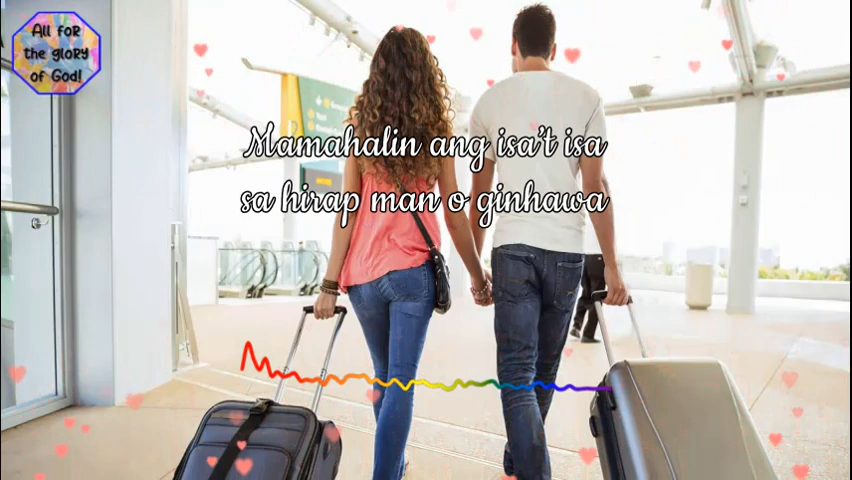 All for
the glory
of God!
Mamahalin ang isa't isa
sa hirap man o ginhawa